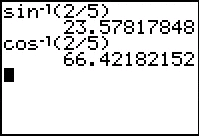 sin⁻¹(2/5)
23.57817848
cos⁻¹(2/5)
66.42182152